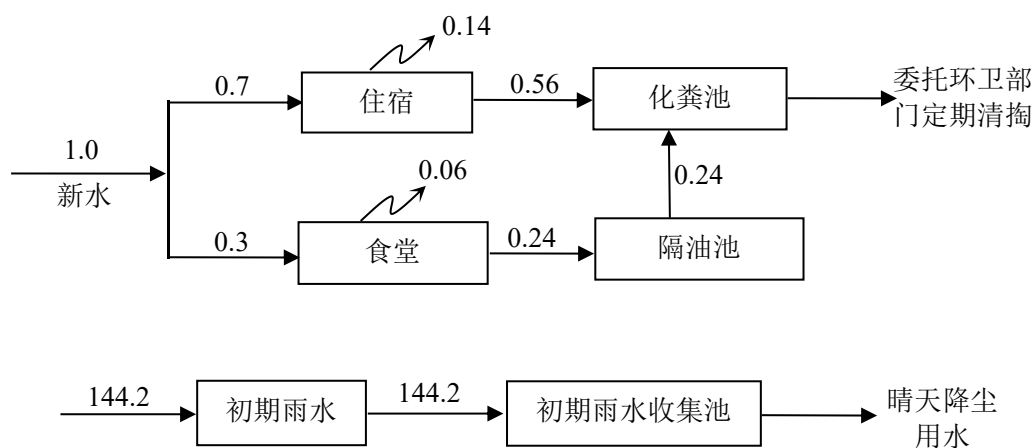 0.14
0.7
住宿
0.56
化粪池
委托环卫部
门定期清掏
1.0
新水
0.06
0.24
0.3
食堂
0.24
隔油池
144.2
初期雨水
144.2
初期雨水收集池
晴天降尘
用水